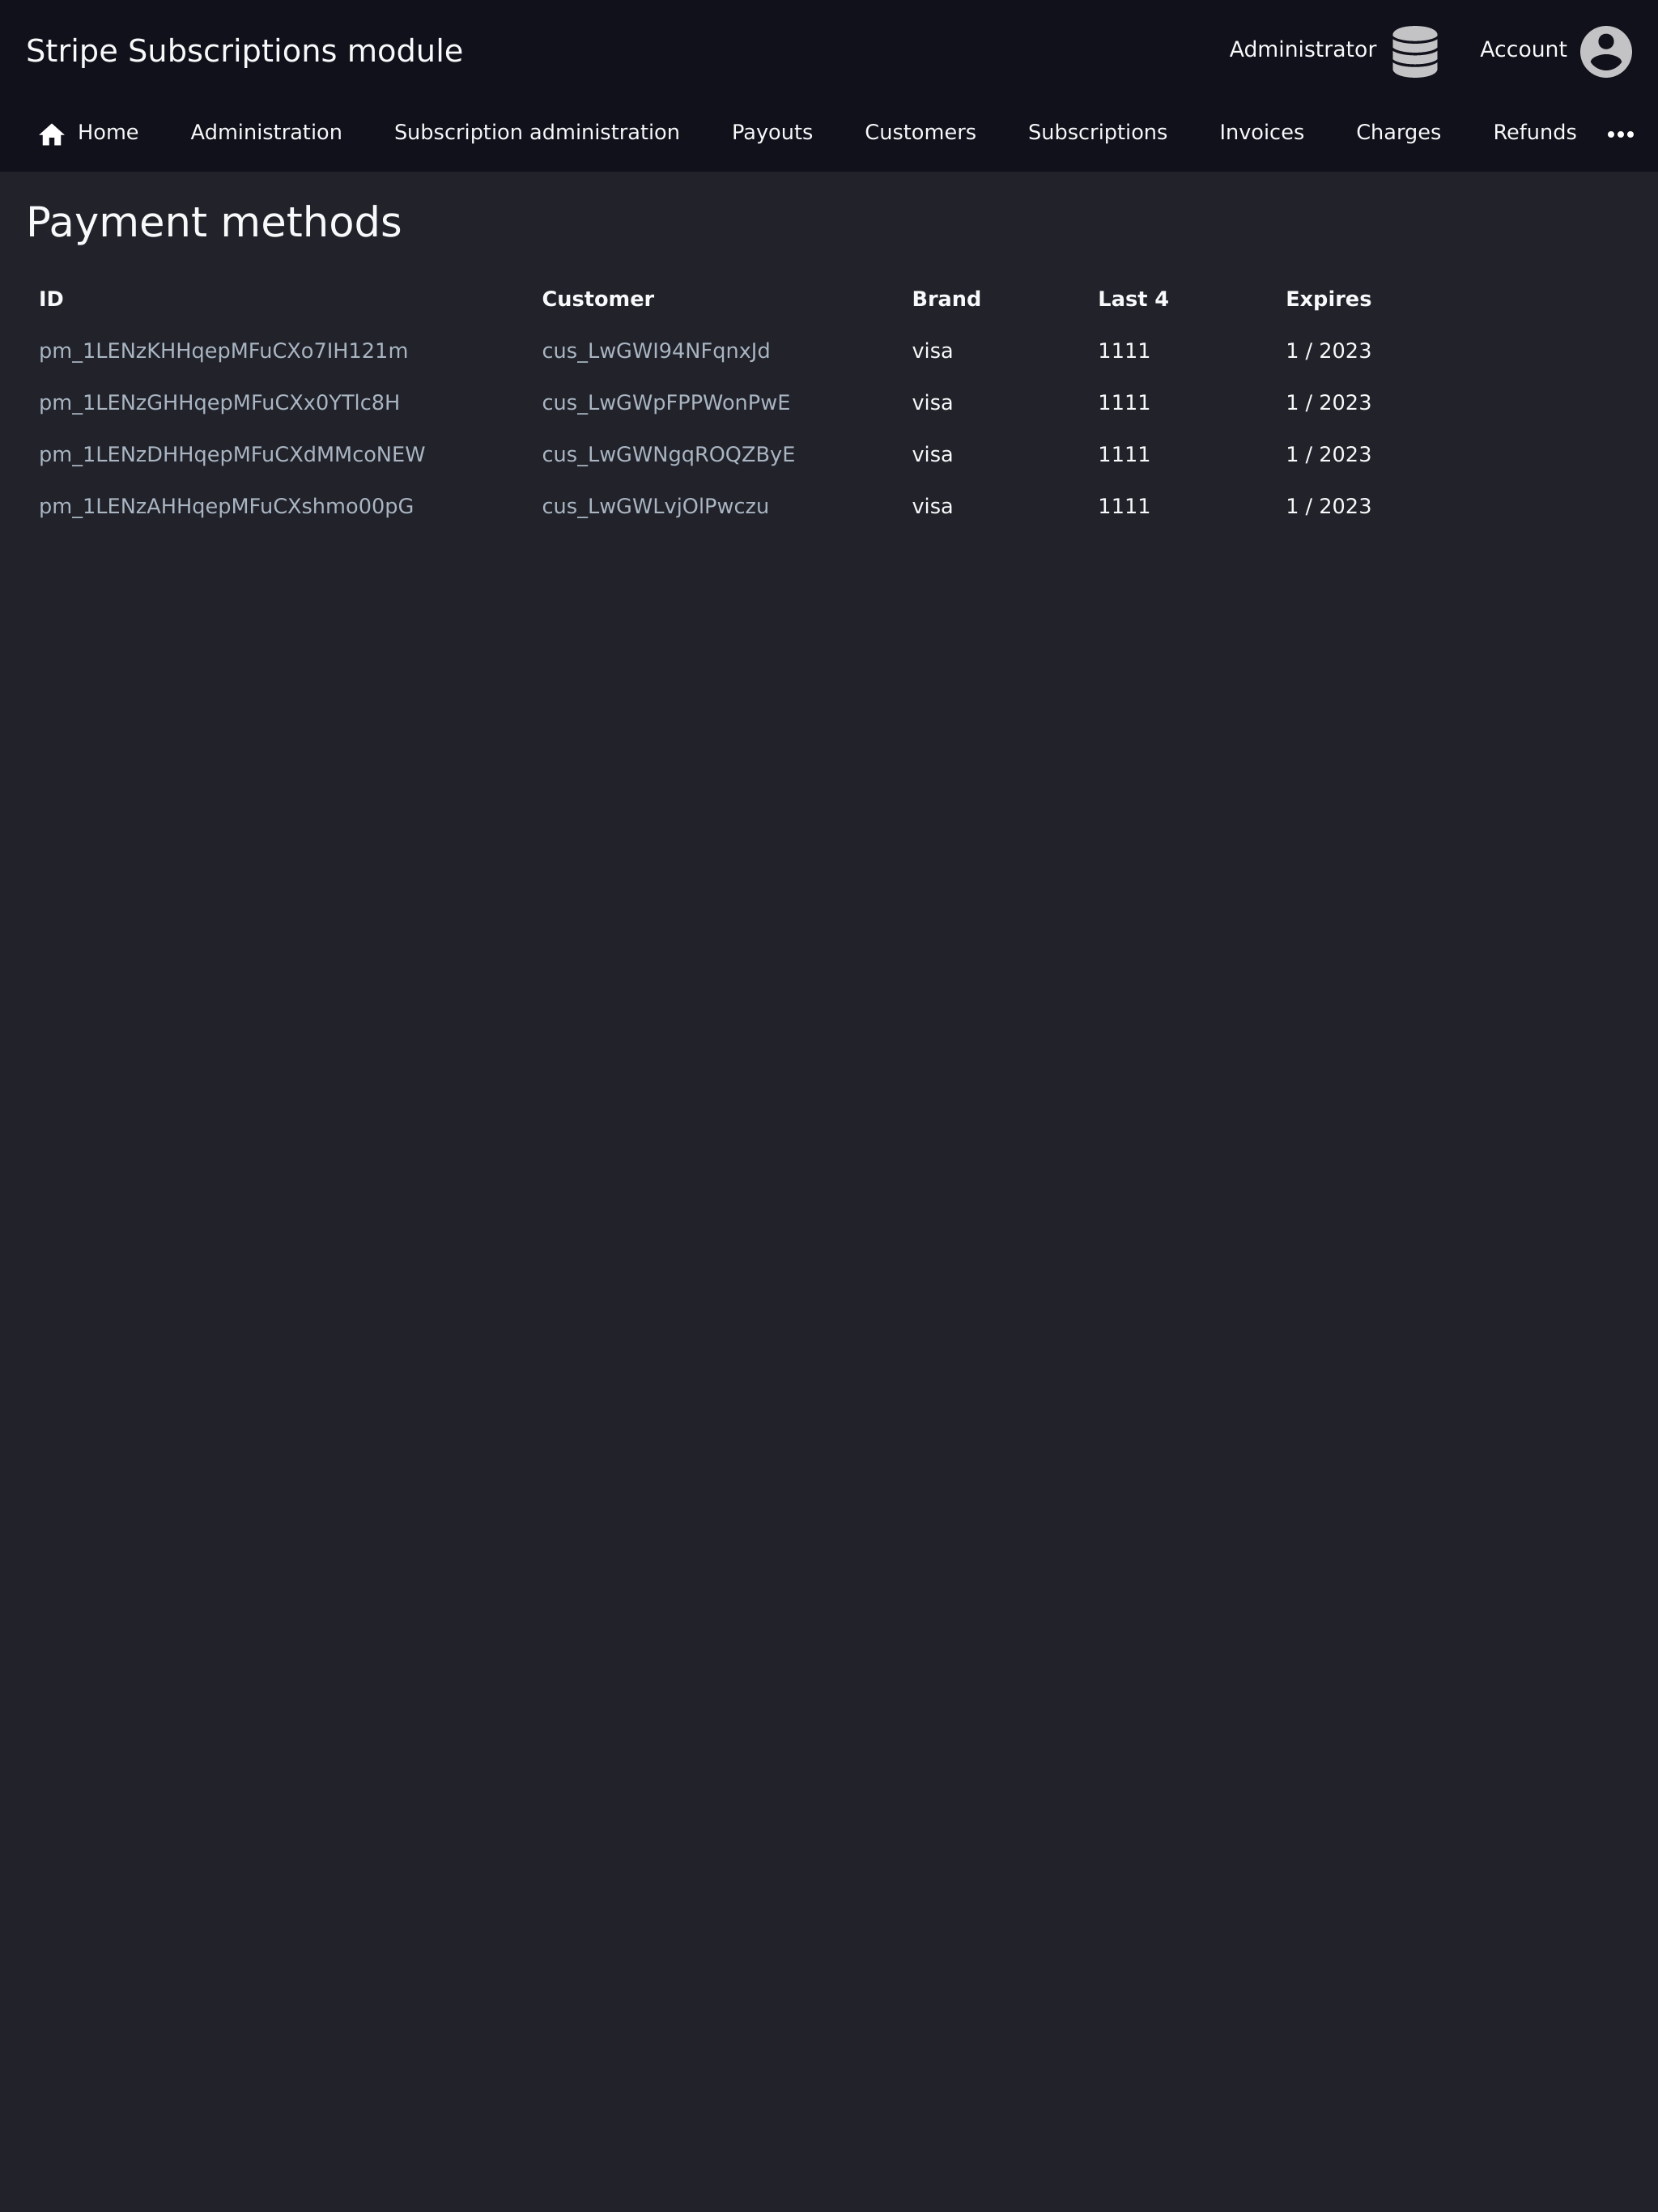 Stripe Subscriptions module
Administrator Account
Home Administration Subscription administration Payouts Customers Subscriptions Invoices Charges Refunds •••
Payment methods
ID Customer Brand Last 4 Expires
pm_1LENzKHHqepMFuCXo7IH121m cus_LwGWI94NFqnxJd visa 1111 1 / 2023
pm_1LENzGHHqepMFuCXx0YTlc8H cus_LwGWpFPPWonPwE visa 1111 1 / 2023
pm_1LENzDHHqepMFuCXdMMcoNEW cus_LwGWNgqROQZByE visa 1111 1 / 2023
pm_1LENzAHHqepMFuCXshmo00pG cus_LwGWLvjOlPwczu visa 1111 1 / 2023